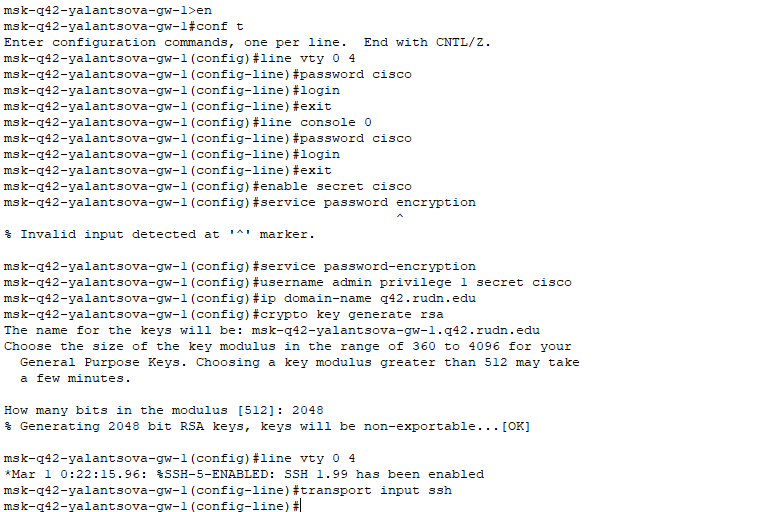 msk-q42-yalantsova-gw-1>en
msk-q42-yalantsova-gw-1#conf t
Enter configuration commands, one per line.  End with CNTL/Z.
msk-q42-yalantsova-gw-1(config)#line vty 0 4
msk-q42-yalantsova-gw-1(config-line)#password cisco
msk-q42-yalantsova-gw-1(config-line)#login
msk-q42-yalantsova-gw-1(config-line)#exit
msk-q42-yalantsova-gw-1(config)#line console 0
msk-q42-yalantsova-gw-1(config-line)#password cisco
msk-q42-yalantsova-gw-1(config-line)#login
msk-q42-yalantsova-gw-1(config-line)#exit
msk-q42-yalantsova-gw-1(config)#enable secret cisco
msk-q42-yalantsova-gw-1(config)#service password encryption
                                                 ^
% Invalid input detected at '^' marker.

msk-q42-yalantsova-gw-1(config)#service password-encryption
msk-q42-yalantsova-gw-1(config)#username admin privilege 1 secret cisco
msk-q42-yalantsova-gw-1(config)#ip domain-name q42.rudn.edu
msk-q42-yalantsova-gw-1(config)#crypto key generate rsa
The name for the keys will be: msk-q42-yalantsova-gw-1.q42.rudn.edu
Choose the size of the key modulus in the range of 360 to 4096 for your
  General Purpose Keys. Choosing a key modulus greater than 512 may take
  a few minutes.

How many bits in the modulus [512]: 2048
% Generating 2048 bit RSA keys, keys will be non-exportable...[OK]

msk-q42-yalantsova-gw-1(config)#line vty 0 4
*Mar 1 0:22:15.96: %SSH-5-ENABLED: SSH 1.99 has been enabled
msk-q42-yalantsova-gw-1(config-line)#transport input ssh
msk-q42-yalantsova-gw-1(config-line)#